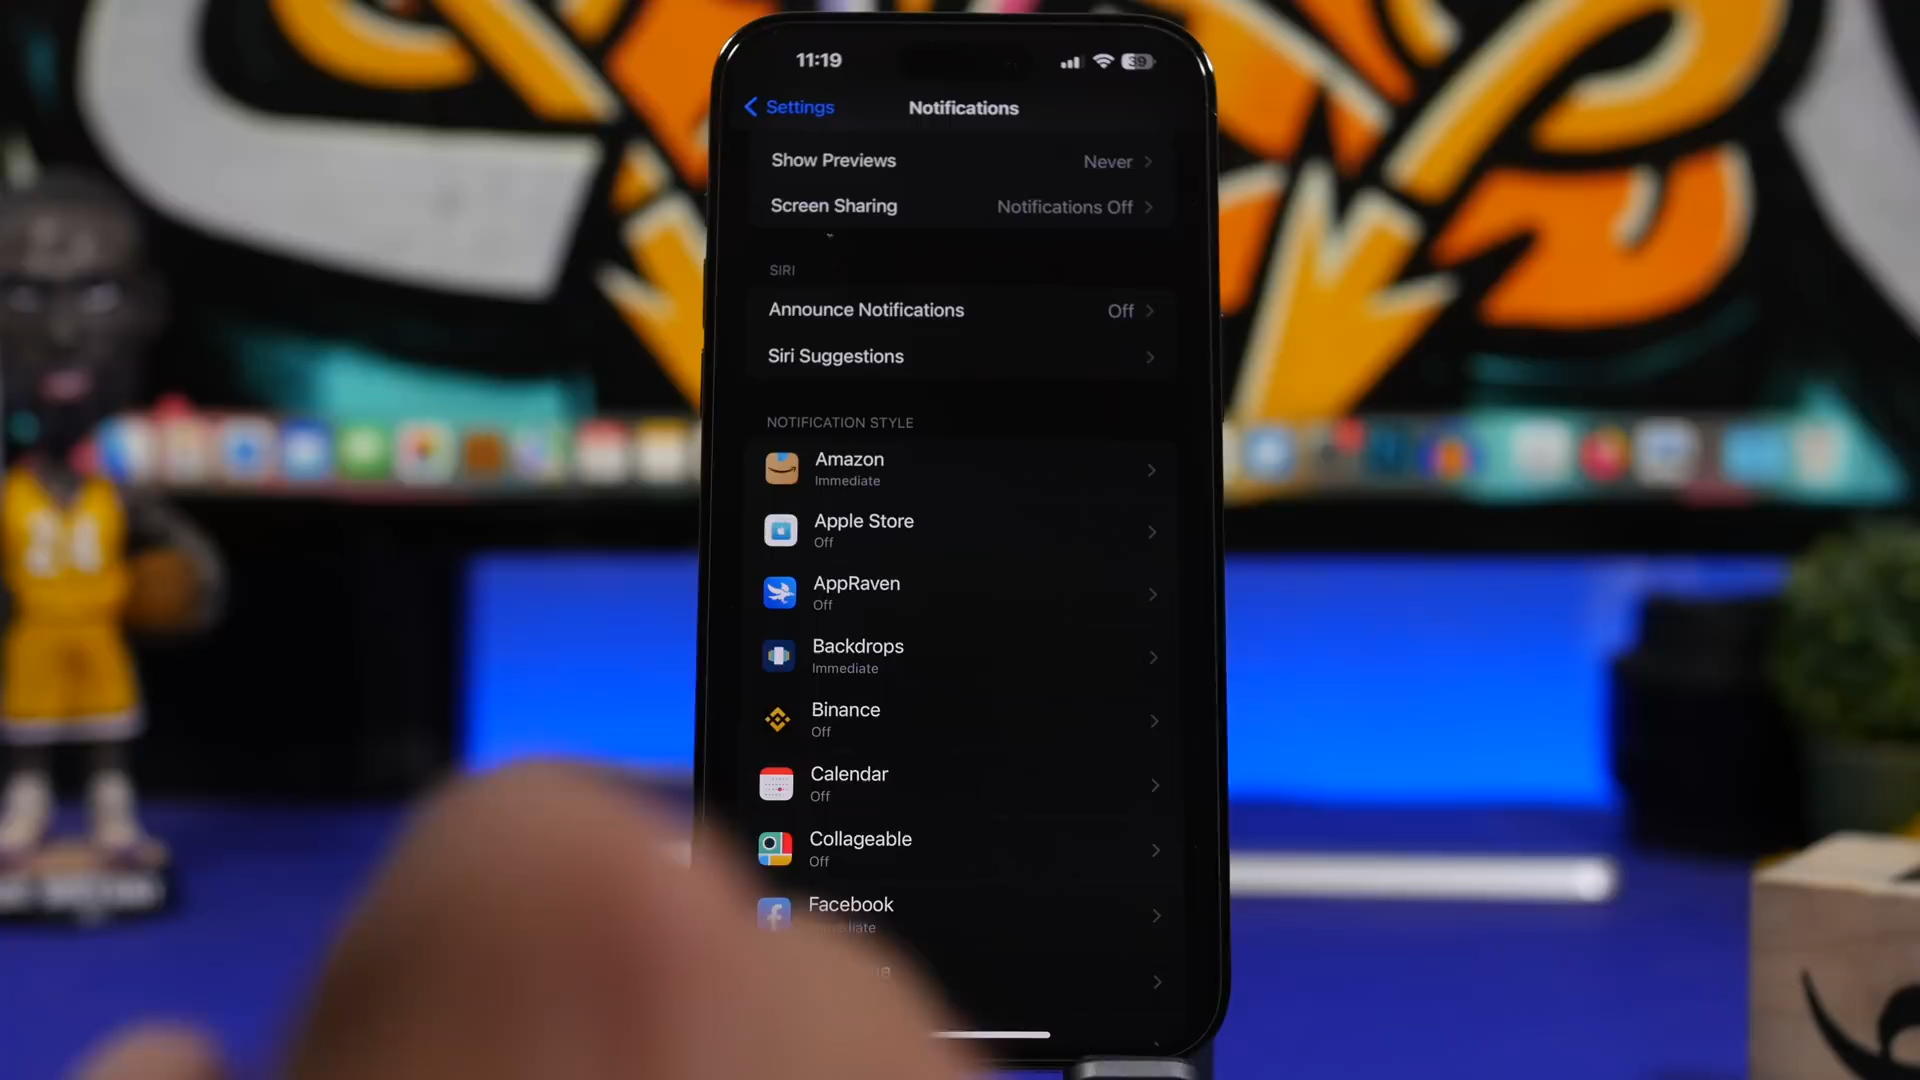 11:19
39
Settings
Notifications
Show Previews
Never
Screen Sharing
Notifications Off
SIRI
Announce Notifications
Off
Siri Suggestions
NOTIFICATION STYLE
Amazon
Immediate
Apple Store
Off
AppRaven
Off
Backdrops
Immediate
Binance
Off
Calendar
Off
Collageable
Off
Facebook
24